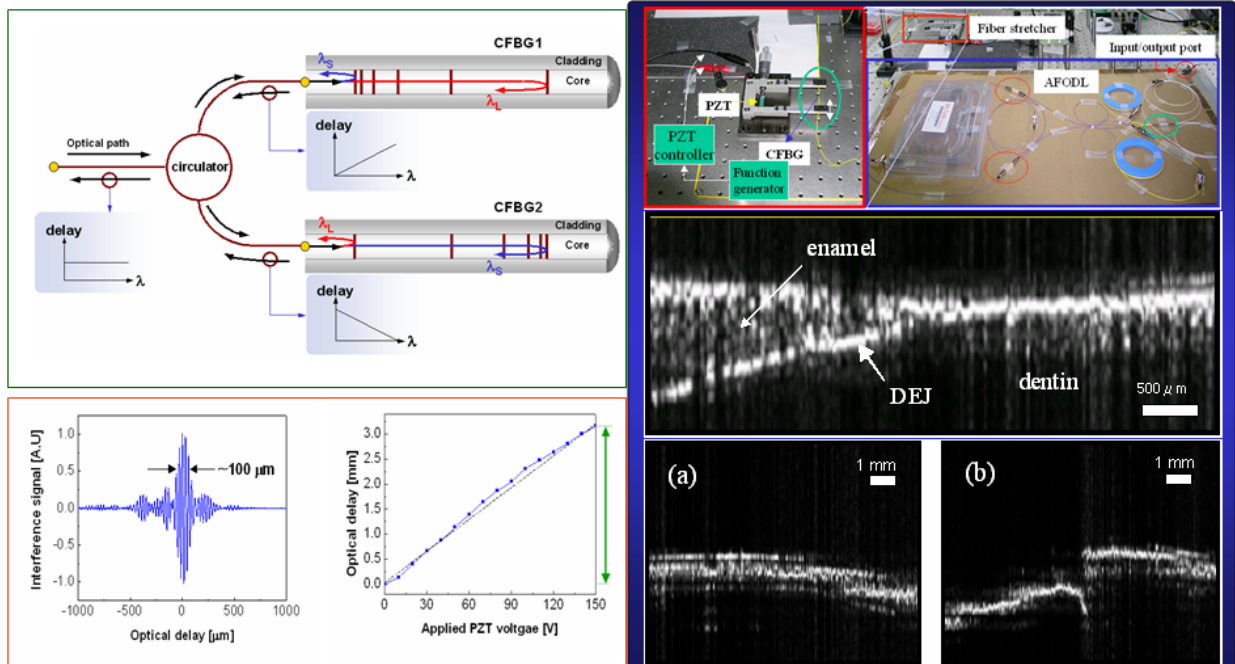 CFBG1
Cladding
Core
λS
λL
Optical path
circulator
delay
λ
delay
λ
CFBG2
Cladding
Core
λL
λS
delay
λ
Interference signal [A.U]
1.0
0.5
0.0
-0.5
-1.0
~100 μm
-1000
-500
0
500
1000
Optical delay [μm]
Optical delay [mm]
3.0
2.5
2.0
1.5
1.0
0.5
0.0
0
30
60
90
120
150
Applied PZT voltgae [V]
PZT
PZT
controller
CFBG
Function
generator
Fiber stretcher
Input/output port
AFODL
enamel
DEJ
dentin
500 μm
(a)
1 mm
(b)
1 mm